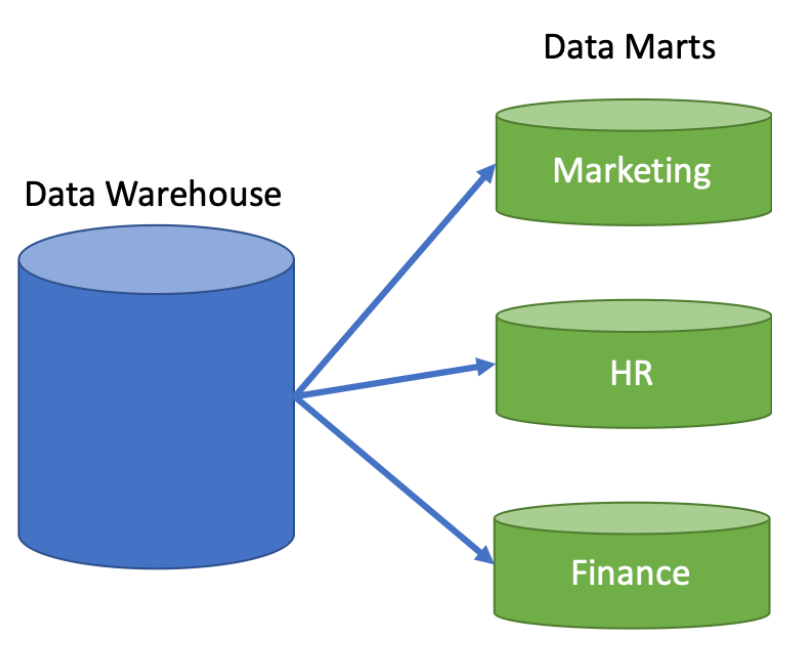 Data Marts
Marketing
Data Warehouse
HR
Finance